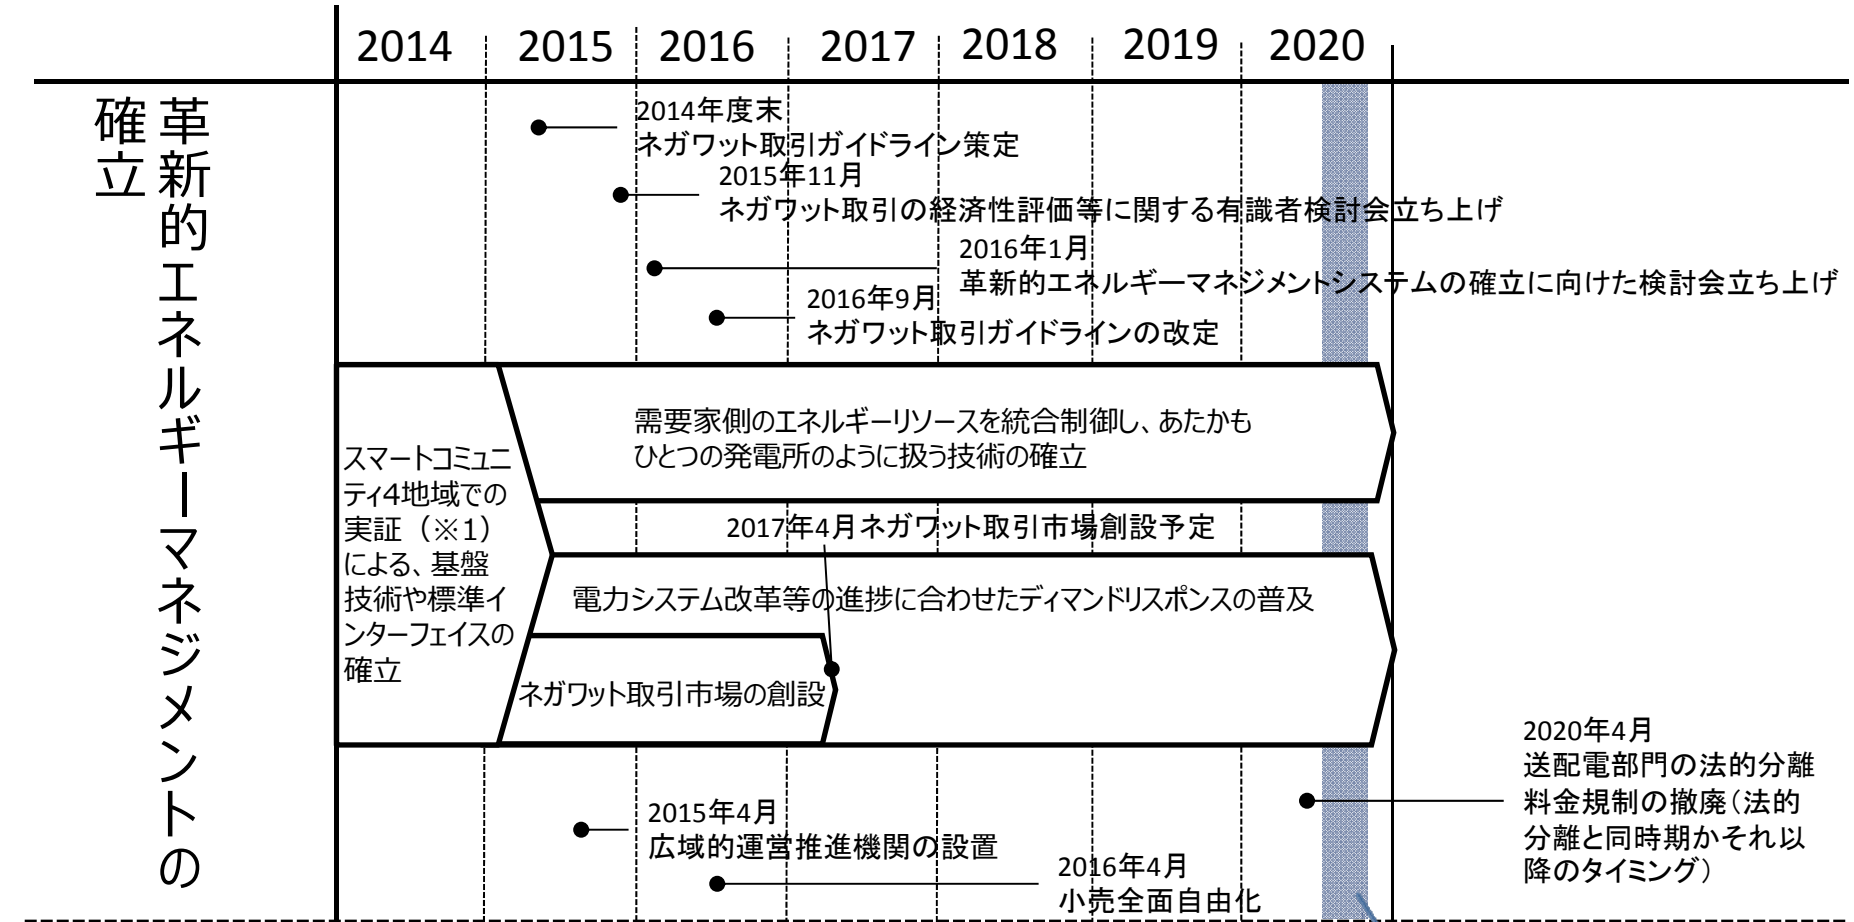 2014 2015 2016 2017 2018 2019 2020
革新的エネルギーマネジメントの
確立
2014年度末
ネガワット取引ガイドライン策定
2015年11月
ネガワット取引の経済性評価等に関する有識者検討会立ち上げ
2016年1月
革新的エネルギーマネジメントシステムの確立に向けた検討会立ち上げ
2016年9月
ネガワット取引ガイドラインの改定
スマートコミュニ
ティ4地域での
実証（※1）
による、基盤
技術や標準イ
ンターフェイスの
確立
需要家側のエネルギーリソースを統合制御し、あたかも
ひとつの発電所のように扱う技術の確立
2017年4月ネガワット取引市場創設予定
電力システム改革等の進捗に合わせたディマンドリスポンスの普及
ネガワット取引市場の創設
2020年4月
送配電部門の法的分離
料金規制の撤廃（法的
分離と同時期かそれ以
降のタイミング）
2015年4月
広域的運営推進機関の設置
2016年4月
小売全面自由化